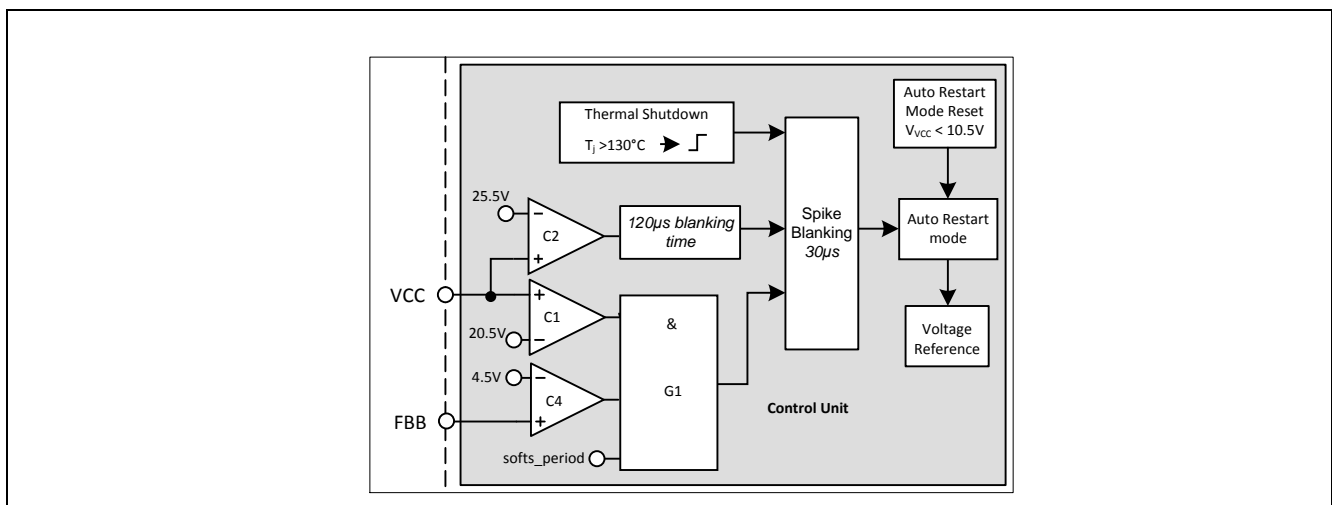 Thermal Shutdown
Tj >130°C
Auto Restart
Mode Reset
VVCC < 10.5V
25.5V
−
C2
+
120µs blanking
time
Spike
Blanking
30µs
Auto Restart
mode
VCC
+
C1
20.5V
−
&
G1
Voltage
Reference
4.5V
−
C4
+
FBB
softs_period
Control Unit